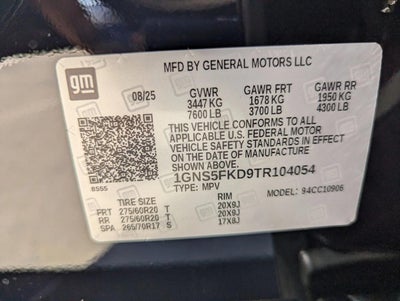 gm
MFD BY GENERAL MOTORS LLC
08/25 GVWR GAWR FRT GAWR RR
3447 KG 1678 KG 1950 KG
7600 LB 3700 LB 4300 LB
THIS VEHICLE CONFORMS TO ALL
APPLICABLE U.S. FEDERAL MOTOR
VEHICLE SAFETY STANDARDS IN EFFECT
ON THE DATE OF MANUFACTURE
1GNS5FKD9TR104054
BS55 TYPE: MPV MODEL: 94CC10906
TIRE SIZE RIM
FRT 275/60R20 T 20X9J
RR 275/60R20 T 20X9J
SPA 265/70R17 S 17X8J